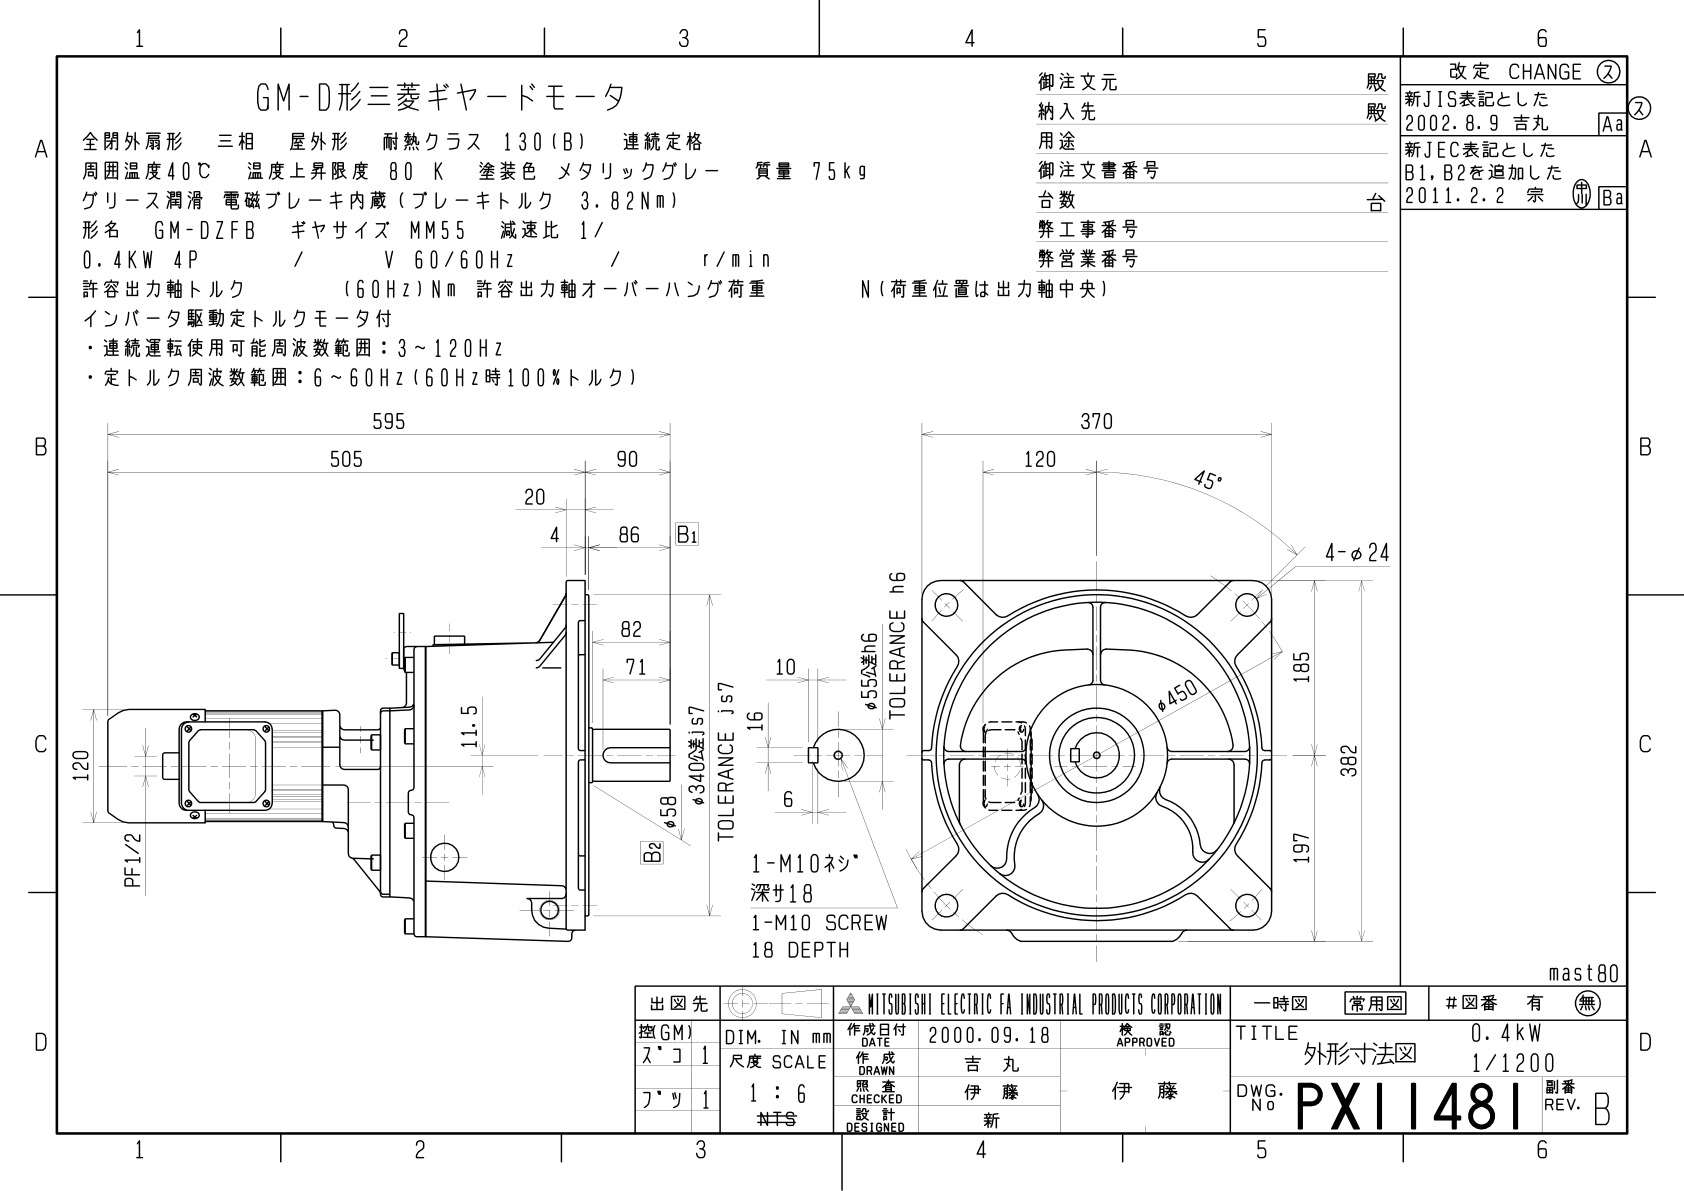 1 2 3 4 5 6
GM-D形三菱ギヤードモータ
全閉外扇形 三相 屋外形 耐熱クラス 130(B) 連続定格
周囲温度40℃ 温度上昇限度 80 K 塗装色 メタリックグレー 質量 75kg
グリース潤滑 電磁ブレーキ内蔵(ブレーキトルク 3.82Nm)
形名 GM-DZFB ギヤサイズ MM55 減速比 1/
0.4KW 4P / V 60/60Hz / r/min
許容出力軸トルク (60Hz)Nm 許容出力軸オーバーハング荷重 N(荷重位置は出力軸中央)
インバータ駆動定トルクモータ付
・連続運転使用可能周波数範囲：3～120Hz
・定トルク周波数範囲：6～60Hz(60Hz時100%トルク)
御注文元 殿
納入先 殿
用途
御注文書番号
台数 台
弊工事番号
弊営業番号
改定 CHANGE ス
新JIS表記とした
2002.8.9 吉丸 Aa
ス
新JEC表記とした
B1,B2を追加した
2011.2.2 宗 中川 Ba
A A
B B
C C
D D
595
505 90
20
4 86 B1
82
71
11.5
120
PF1/2
φ340公差js7
TOLERANCE js7
φ58
B2
10
16
6
φ55公差h6
TOLERANCE h6
1-M10ネジ
深サ18
1-M10 SCREW
18 DEPTH
370
120
45°
4-φ24
φ450
185
197
382
mast80
出図先
控(GM)
ズコ 1
ブツ 1
DIM. IN mm
尺度 SCALE
1 : 6
NTS
MITSUBISHI ELECTRIC FA INDUSTRIAL PRODUCTS CORPORATION
作成日付 DATE 2000.09.18
作成 DRAWN 吉丸
照査 CHECKED 伊藤
設計 DESIGNED 新
検認 APPROVED
伊藤
一時図 常用図 #図番 有 無
TITLE 0.4kW
外形寸法図 1/1200
DWG. No PX11481
副番 REV. B
1 2 3 4 5 6